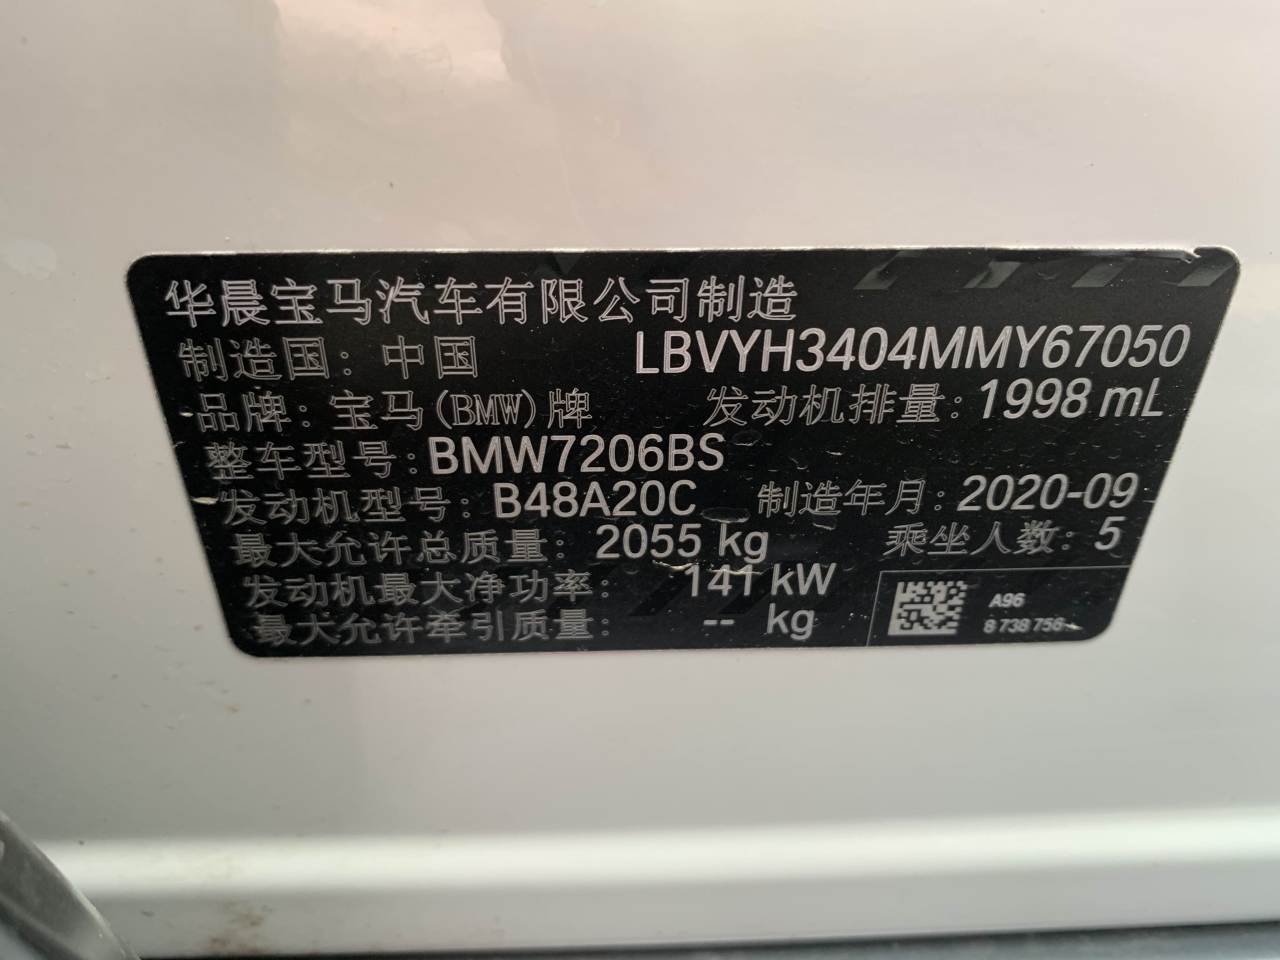 华晨宝马汽车有限公司制造
制造国：中国 LBVYH3404MMY67050
品牌：宝马(BMW)牌 发动机排量：1998 mL
整车型号：BMW7206BS
发动机型号：B48A20C 制造年月：2020-09
最大允许总质量：2055 kg 乘坐人数：5
发动机最大净功率：141 kW
最大允许牵引质量：-- kg
A96
8 738 756